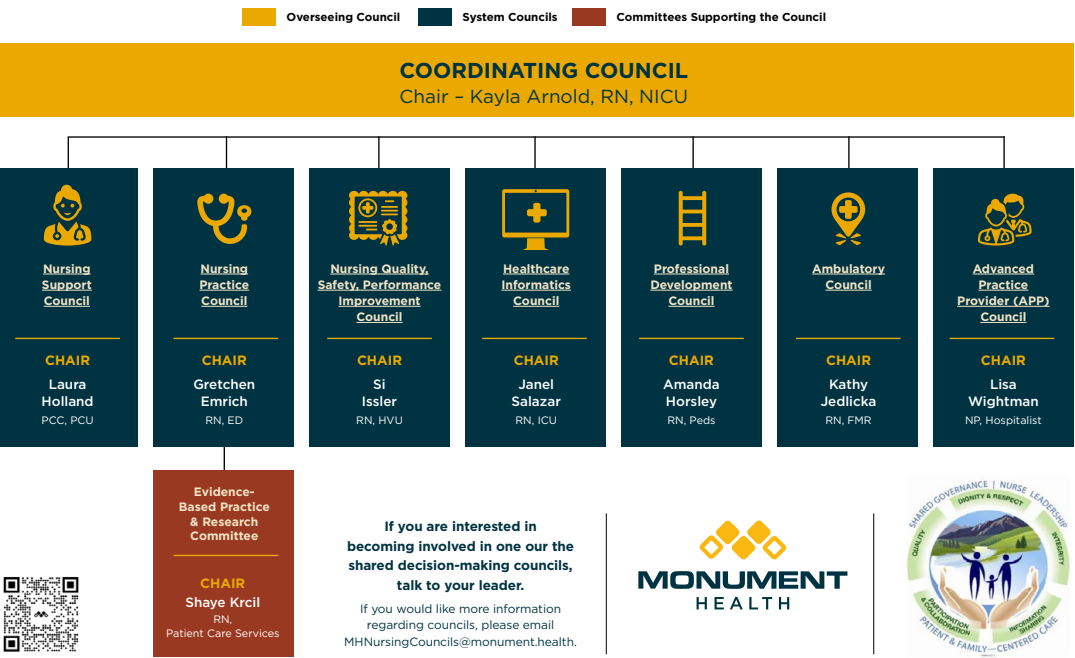 Overseeing Council
System Councils
Committees Supporting the Council
COORDINATING COUNCIL
Chair – Kayla Arnold, RN, NICU
Nursing
Support
Council
CHAIR
Laura
Holland
PCC, PCU
Nursing
Practice
Council
CHAIR
Gretchen
Emrich
RN, ED
Nursing Quality,
Safety, Performance
Improvement
Council
CHAIR
Si
Issler
RN, HVU
Healthcare
Informatics
Council
CHAIR
Janel
Salazar
RN, ICU
Professional
Development
Council
CHAIR
Amanda
Horsley
RN, Peds
Ambulatory
Council
CHAIR
Kathy
Jedlicka
RN, FMR
Advanced
Practice
Provider (APP)
Council
CHAIR
Lisa
Wightman
NP, Hospitalist
Evidence-
Based Practice
& Research
Committee
CHAIR
Shaye Krcil
RN,
Patient Care Services
If you are interested in
becoming involved in one our the
shared decision-making councils,
talk to your leader.
If you would like more information
regarding councils, please email
MHNursingCouncils@monument.health.
MONUMENT
HEALTH
SHARED GOVERNANCE | NURSE LEADERSHIP
DIGNITY & RESPECT
QUALITY
INTEGRITY
PARTICIPATION
& COLLABORATION
INFORMATION
SHARING
PATIENT & FAMILY—CENTERED CARE